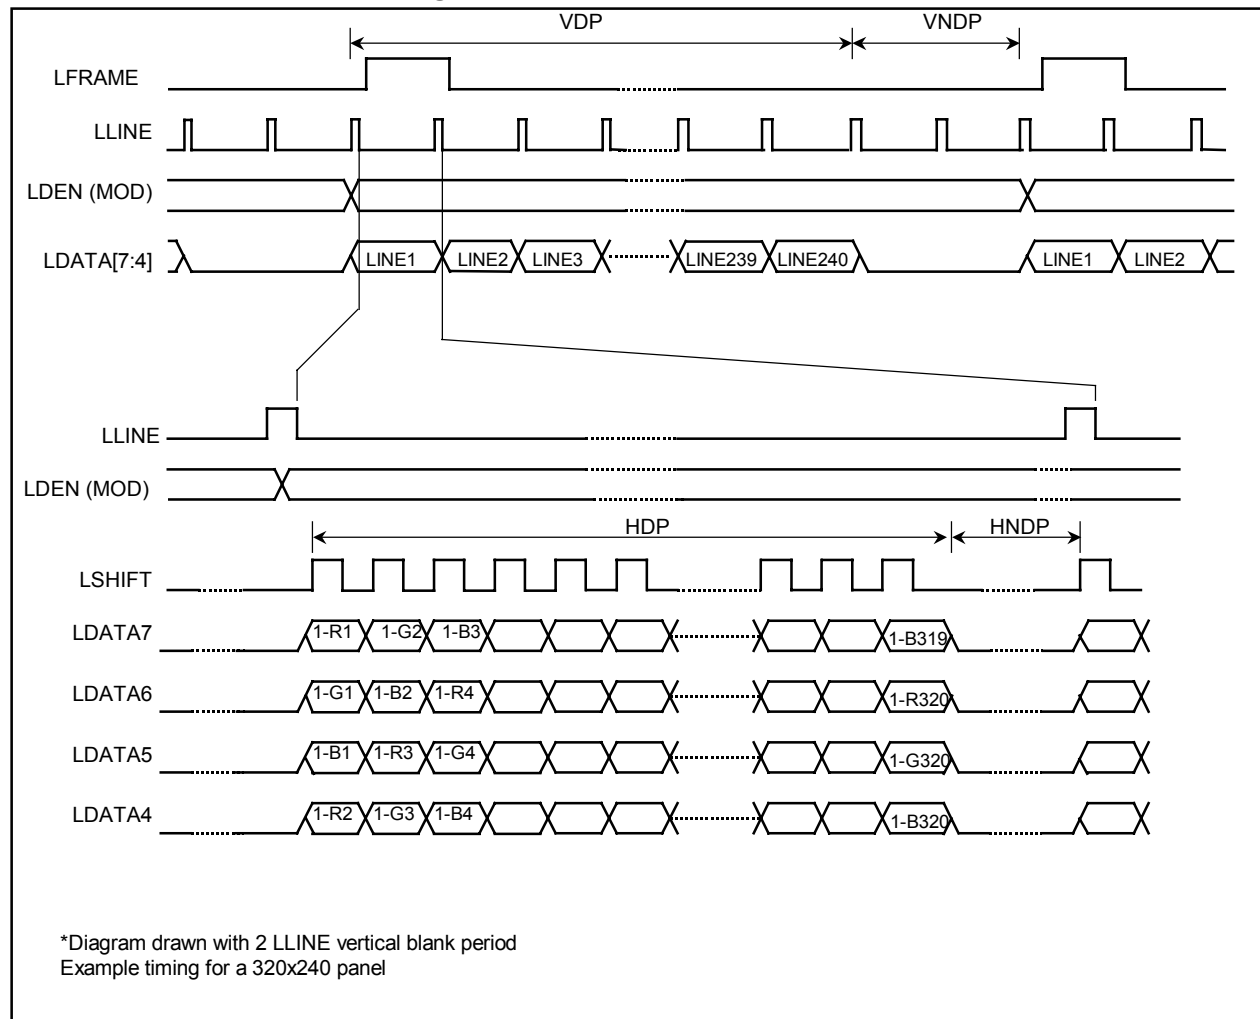 VDP VNDP
LFRAME
LLINE
LDEN (MOD)
LDATA[7:4] LINE1 LINE2 LINE3 LINE239 LINE240 LINE1 LINE2
LLINE
LDEN (MOD)
HDP HNDP
LSHIFT
LDATA7 1-R1 1-G2 1-B3 1-B319
LDATA6 1-G1 1-B2 1-R4 1-R320
LDATA5 1-B1 1-R3 1-G4 1-G320
LDATA4 1-R2 1-G3 1-B4 1-B320
*Diagram drawn with 2 LLINE vertical blank period
Example timing for a 320x240 panel